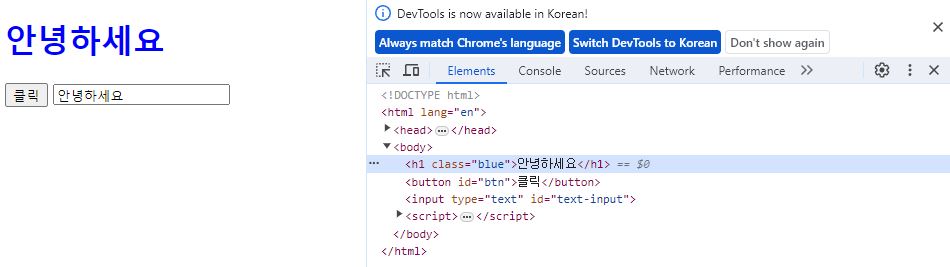 안녕하세요
클릭 안녕하세요
DevTools is now available in Korean!
Always match Chrome's language Switch DevTools to Korean Don't show again
Elements Console Sources Network Performance
<!DOCTYPE html>
<html lang="en">
<head> … </head>
<body>
<h1 class="blue">안녕하세요</h1> == $0
<button id="btn">클릭</button>
<input type="text" id="text-input">
<script> … </script>
</body>
</html>